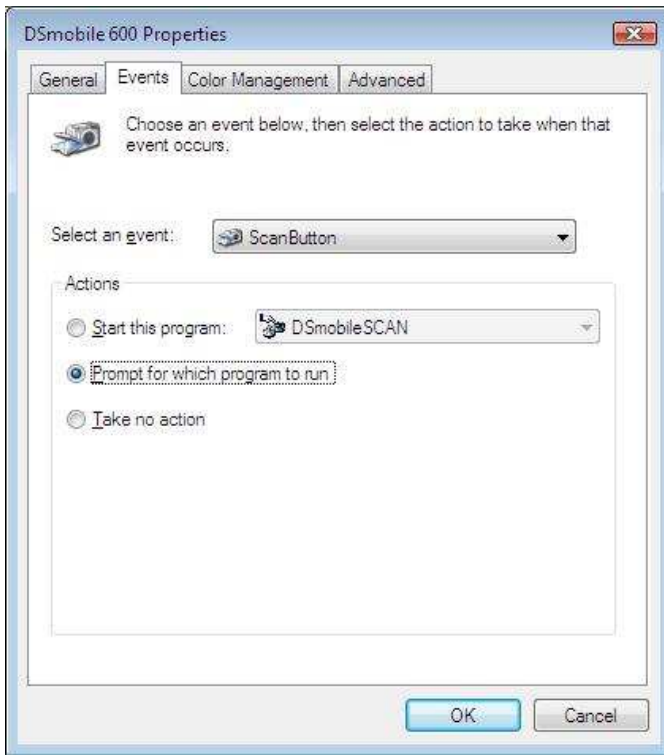 DSmobile 600 Properties
General Events Color Management Advanced
Choose an event below, then select the action to take when that
event occurs.
Select an event: ScanButton
Actions
Start this program: DSmobileSCAN
Prompt for which program to run
Take no action
OK Cancel